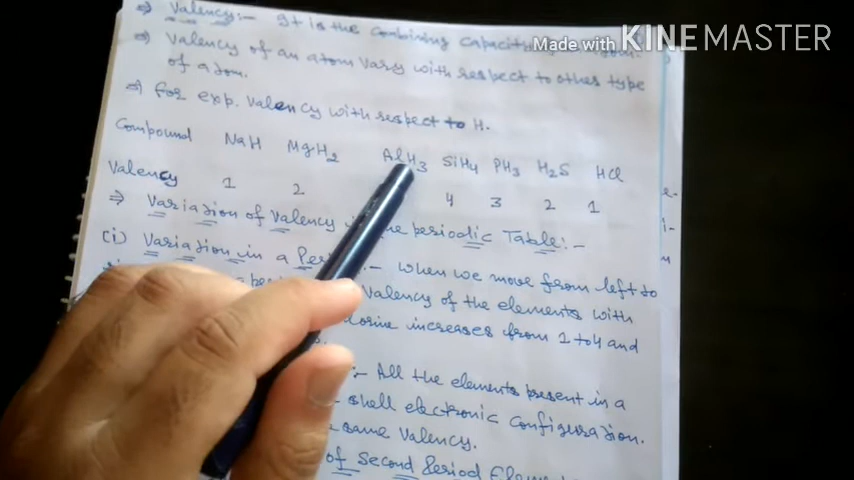 ⇒ Valency:- It is the combining capacity
Made with KINEMASTER
⇒ Valency of an atom vary with respect to other type
of atom.
⇒ for exp. Valency with respect to H.
Compound NaH MgH₂ AlH₃ SiH₄ PH₃ H₂S HCl
Valency 1 2 4 3 2 1
⇒ Variation of Valency the periodic Table:-
(i) Variation in a :- When we move from left to
Valency of the elements with
increases from 1 to 4 and
:- All the elements present in a
shell electronic configuration.
same Valency.
of Second Period